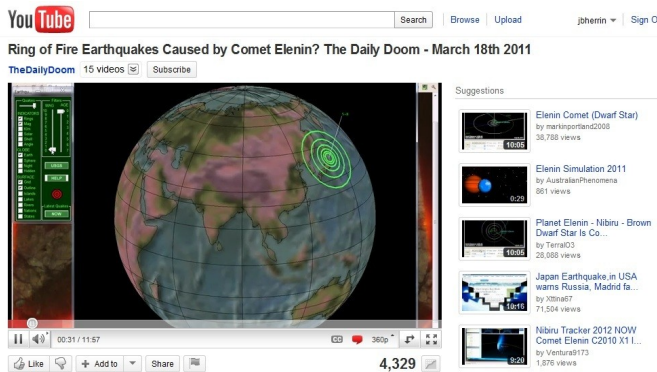 You Tube
Search
Browse
Upload
jbherrin
Sign O
Ring of Fire Earthquakes Caused by Comet Elenin? The Daily Doom - March 18th 2011
TheDailyDoom
15 videos
Subscribe
HELP
NOW
00:31 / 11:57
CC
360p
Like
Add to
Share
4,329
Suggestions
10:05
Elenin Comet (Dwarf Star)
by markinportland2008
38,788 views
0:29
Elenin Simulation 2011
by AustralianPhenomena
861 views
10:05
Planet Elenin - Nibiru - Brown
Dwarf Star Is Co...
by TerralO3
28,088 views
10:16
Japan Earthquake,in USA
warns Russia, Madrid fa...
by Xttina67
71,504 views
9:20
Nibiru Tracker 2012 NOW
Comet Elenin C2010 X1 I...
by Ventura9173
1,876 views